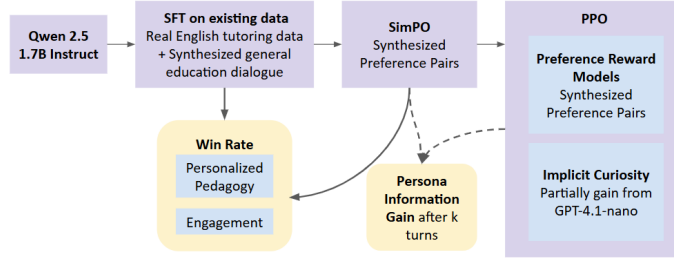 Qwen 2.5
1.7B Instruct
SFT on existing data
Real English tutoring data
+ Synthesized general
education dialogue
SimPO
Synthesized
Preference Pairs
PPO
Preference Reward
Models
Synthesized
Preference Pairs
Implicit Curiosity
Partially gain from
GPT-4.1-nano
Win Rate
Personalized
Pedagogy
Engagement
Persona
Information
Gain after k
turns